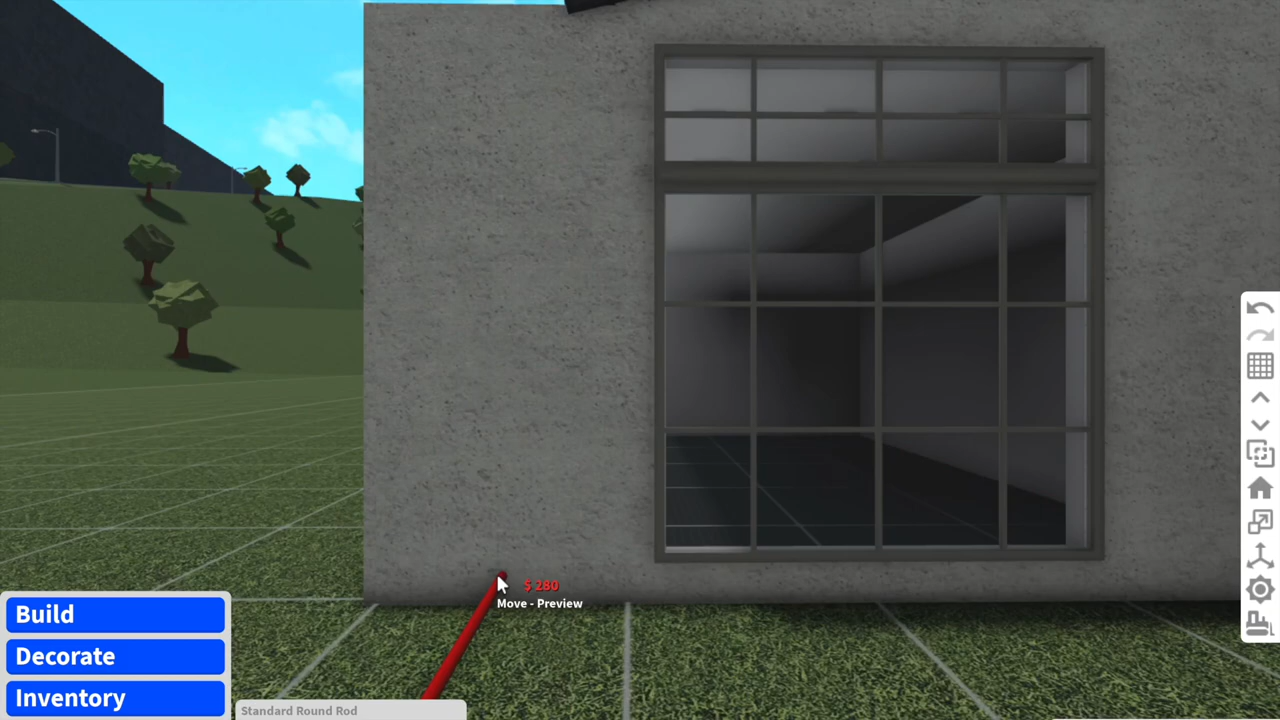 $ 280
Move - Preview
Build
Decorate
Inventory
Standard Round Rod